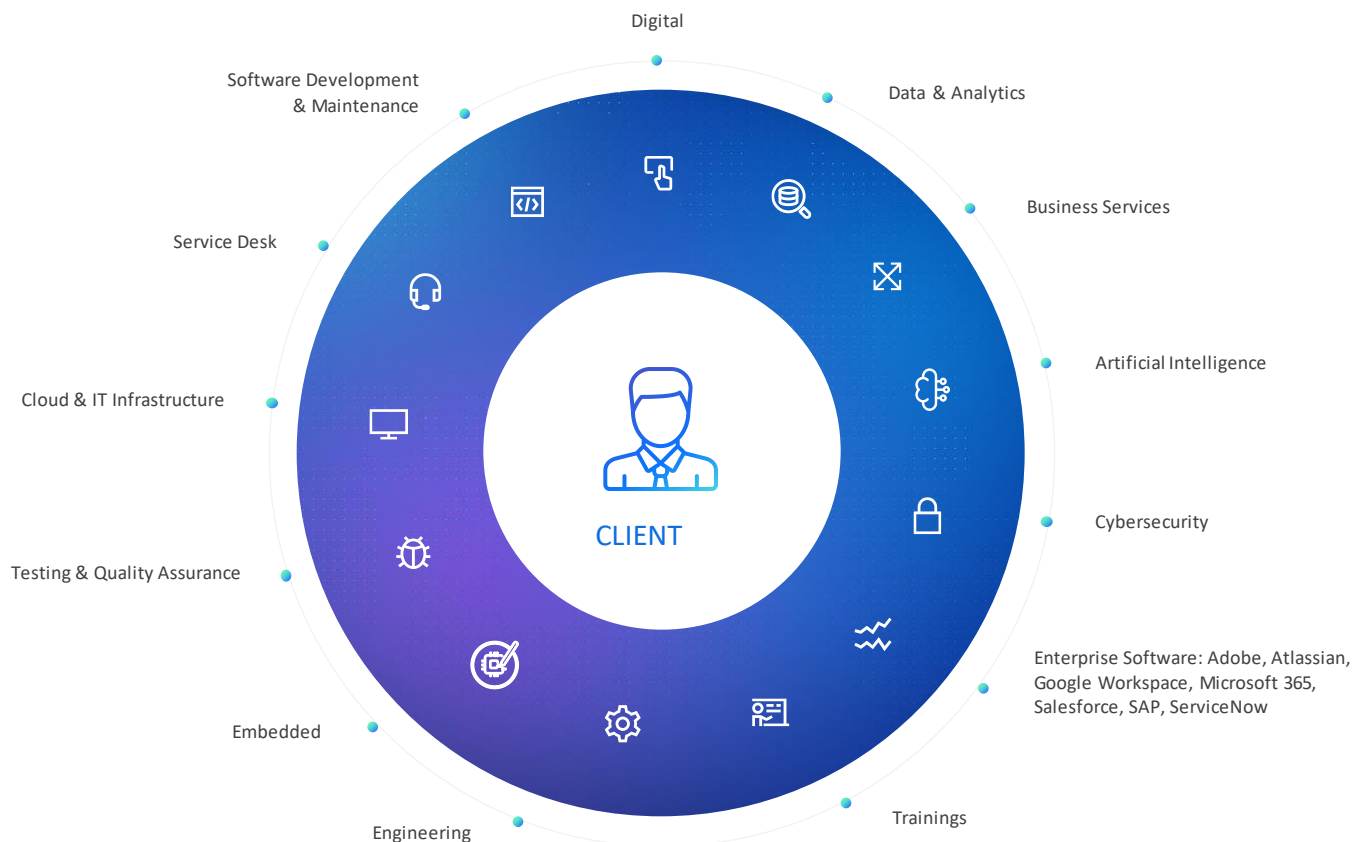 Digital
Software Development
& Maintenance
Data & Analytics
Business Services
Service Desk
Artificial Intelligence
Cloud & IT Infrastructure
Cybersecurity
CLIENT
Testing & Quality Assurance
Enterprise Software: Adobe, Atlassian,
Google Workspace, Microsoft 365,
Salesforce, SAP, ServiceNow
Embedded
Trainings
Engineering